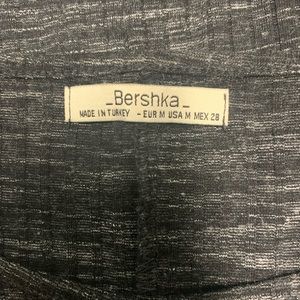 _Bershka_
MADE IN TURKEY - EUR M USA M MEX 28